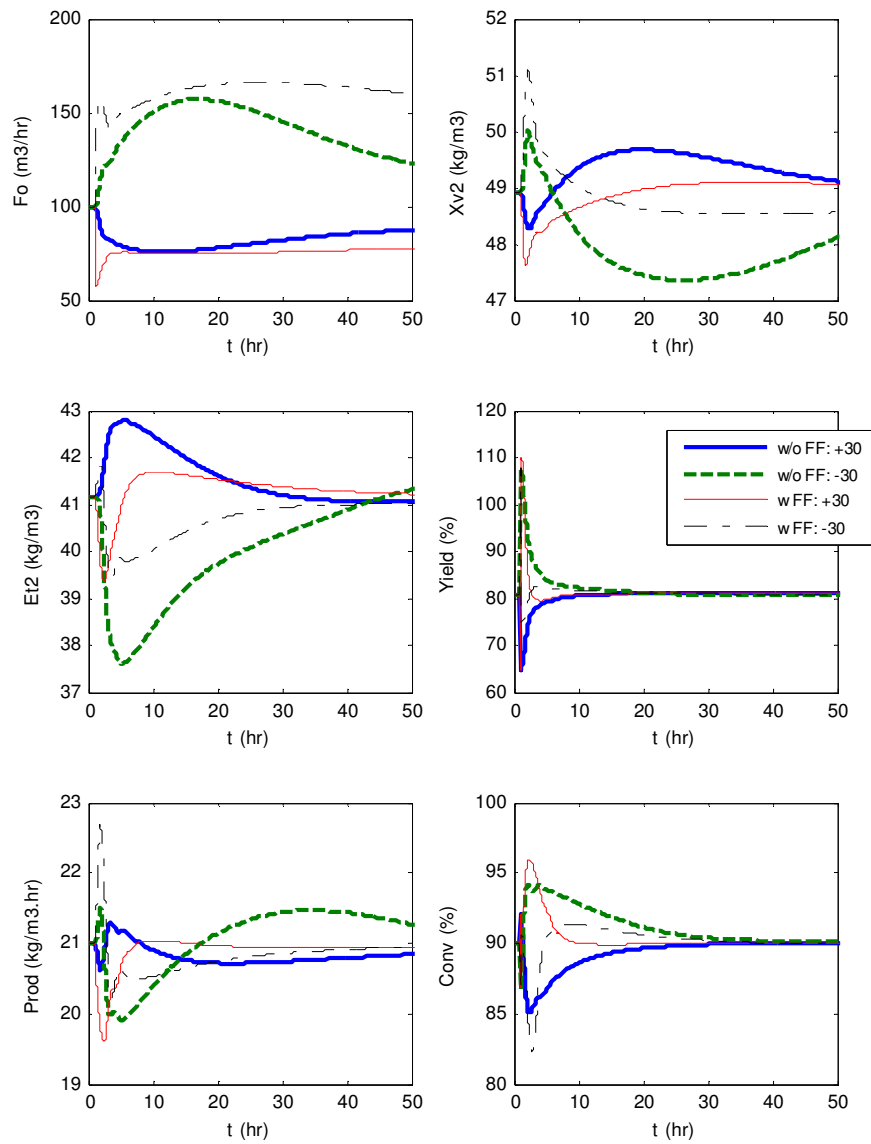 200
150
100
50
Fo (m3/hr)
0 10 20 30 40 50
t (hr)
52
51
50
49
48
47
Xv2 (kg/m3)
0 10 20 30 40 50
t (hr)
43
42
41
40
39
38
37
Et2 (kg/m3)
0 10 20 30 40 50
t (hr)
120
110
100
90
80
70
60
Yield (%)
0 10 20 30 40 50
t (hr)
w/o FF: +30
w/o FF: -30
w FF: +30
w FF: -30
23
22
21
20
19
Prod (kg/m3.hr)
0 10 20 30 40 50
t (hr)
100
95
90
85
80
Conv (%)
0 10 20 30 40 50
t (hr)